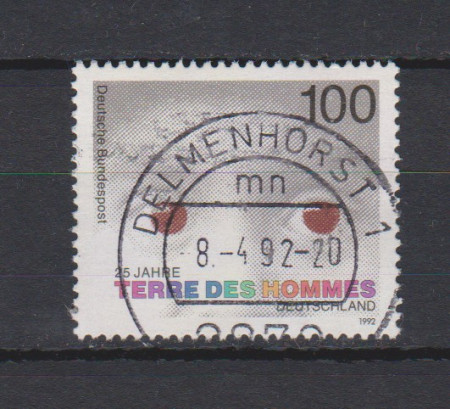 100
Deutsche Bundespost
DELMENHORST 1
mn
8.-4.92-20
25 JAHRE
TERRE DES HOMMES
DEUTSCHLAND
1992